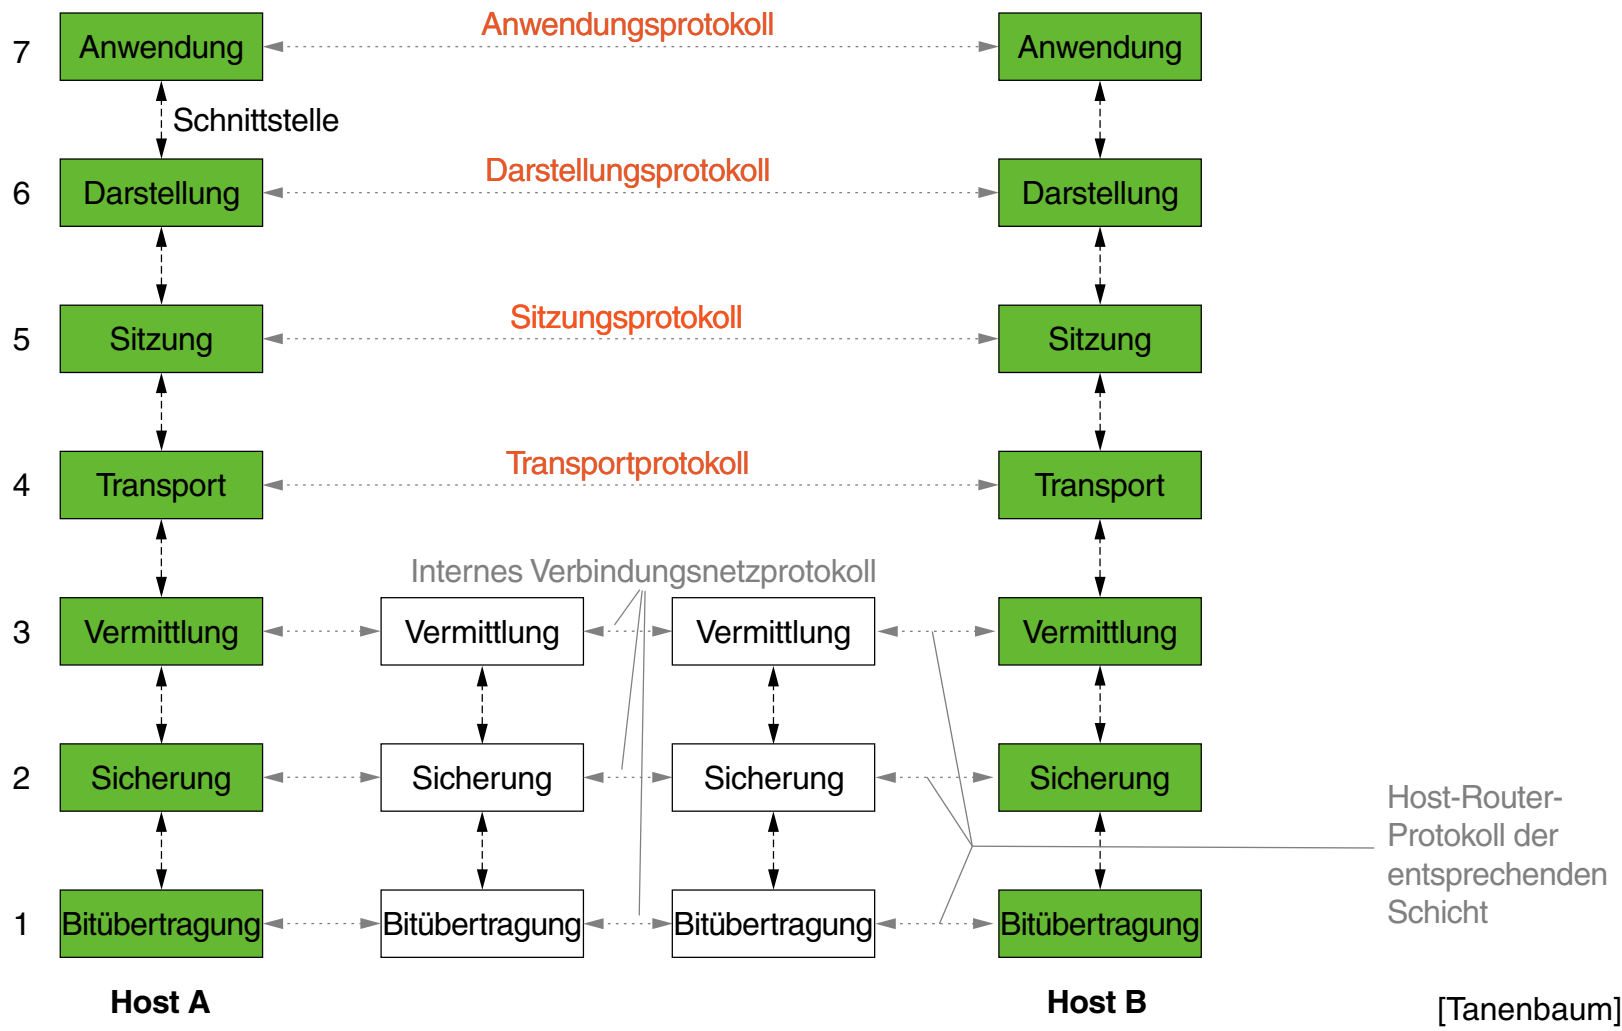 Anwendungsprotokoll
7 Anwendung Anwendung
Schnittstelle
Darstellungsprotokoll
6 Darstellung Darstellung
Sitzungsprotokoll
5 Sitzung Sitzung
Transportprotokoll
4 Transport Transport
Internes Verbindungsnetzprotokoll
3 Vermittlung Vermittlung Vermittlung Vermittlung
2 Sicherung Sicherung Sicherung Sicherung
Host-Router-
Protokoll der
entsprechenden
Schicht
1 Bitübertragung Bitübertragung Bitübertragung Bitübertragung
Host A Host B
[Tanenbaum]